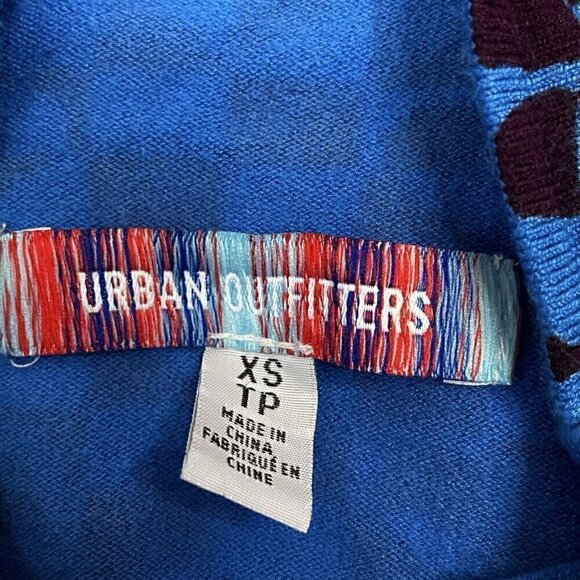 URBAN OUTFITTERS
XS
TP
MADE IN
CHINA
FABRIQUÉ EN
CHINE